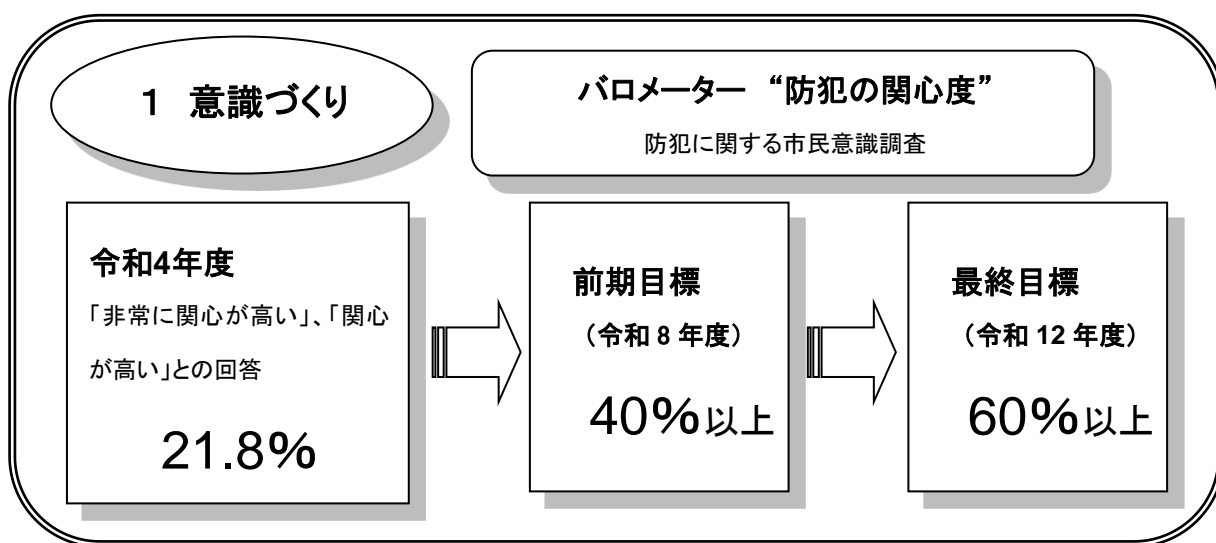 1 意識づくり
バロメーター “防犯の関心度”
防犯に関する市民意識調査
令和4年度
「非常に関心が高い」、「関心
が高い」との回答
21.8%
前期目標
（令和 8 年度）
40%以上
最終目標
（令和 12 年度）
60%以上